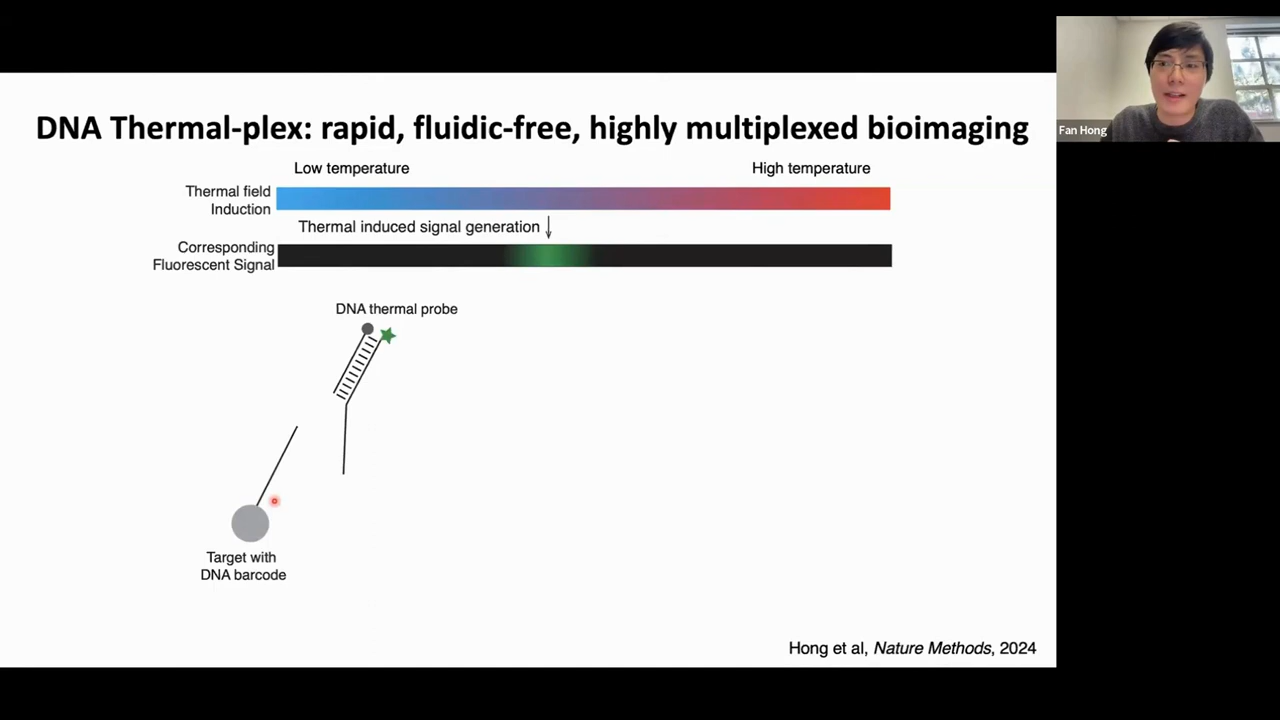 DNA Thermal-plex: rapid, fluidic-free, highly multiplexed bioimaging
Fan Hong
Low temperature
High temperature
Thermal field
Induction
Thermal induced signal generation
Corresponding
Fluorescent Signal
DNA thermal probe
Target with
DNA barcode
Hong et al, Nature Methods, 2024